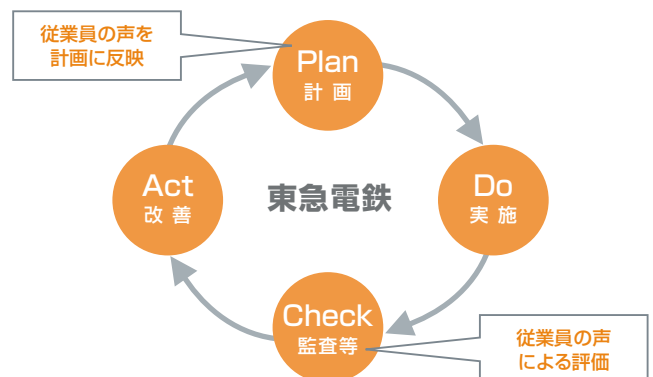 従業員の声を
計画に反映
Plan
計画
Act
改善
東急電鉄
Do
実施
Check
監査等
従業員の声
による評価